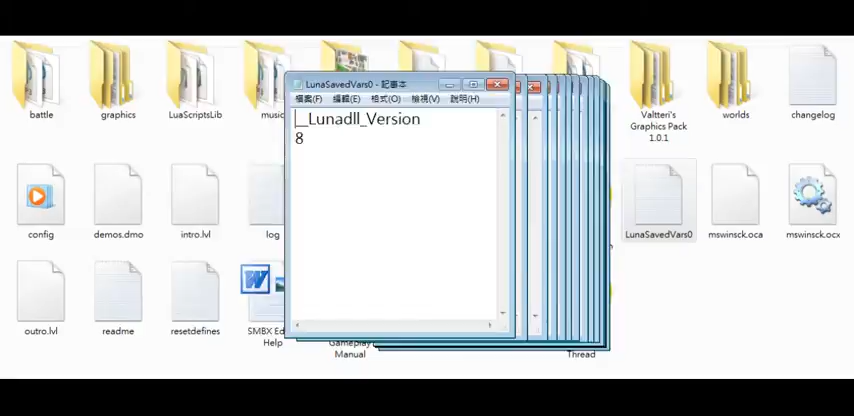 LunaSavedVars0 - 記事本
檔案(F) 編輯(E) 格式(O) 檢視(V) 說明(H)
__Lunadll_Version
8
battle
graphics
LuaScriptsLib
music
Valtteri's
Graphics Pack
1.0.1
worlds
changelog
config
demos.dmo
intro.lvl
log
LunaSavedVars0
mswinsck.oca
mswinsck.ocx
outro.lvl
readme
resetdefines
SMBX Ed
Help
Gameplay
Manual
Thread